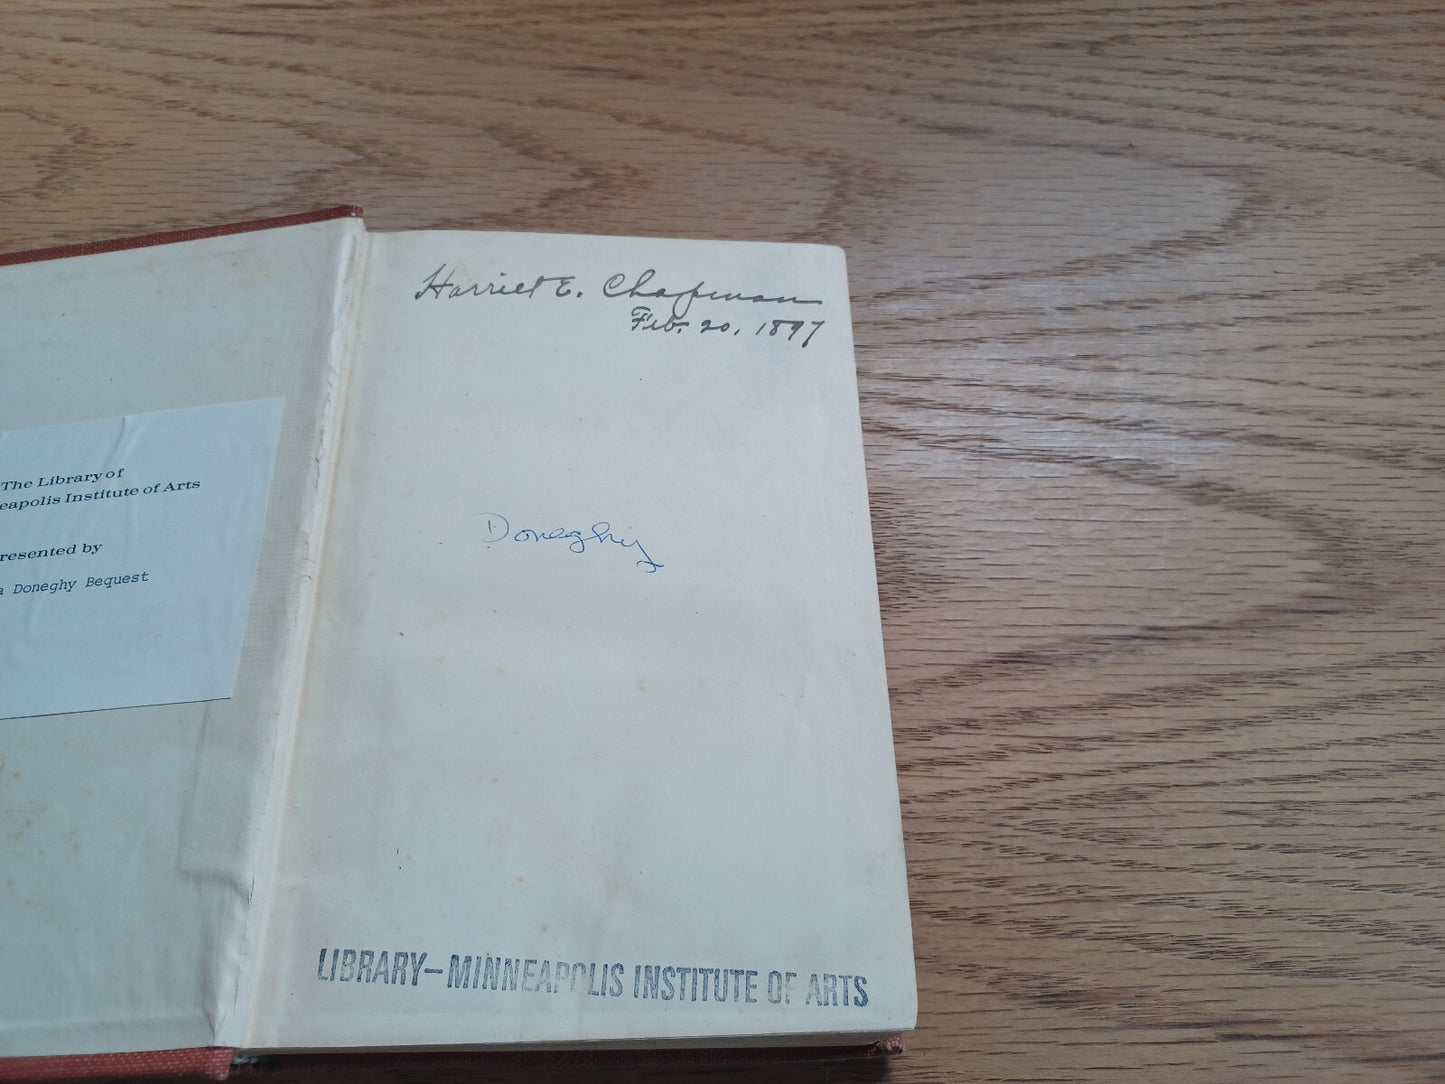 The Library of
eapolis Institute of Arts
resented by
a Doneghy Bequest
Harriet E. Chapman
Feb. 20, 1897
Doneghy
LIBRARY—MINNEAPOLIS INSTITUTE OF ARTS